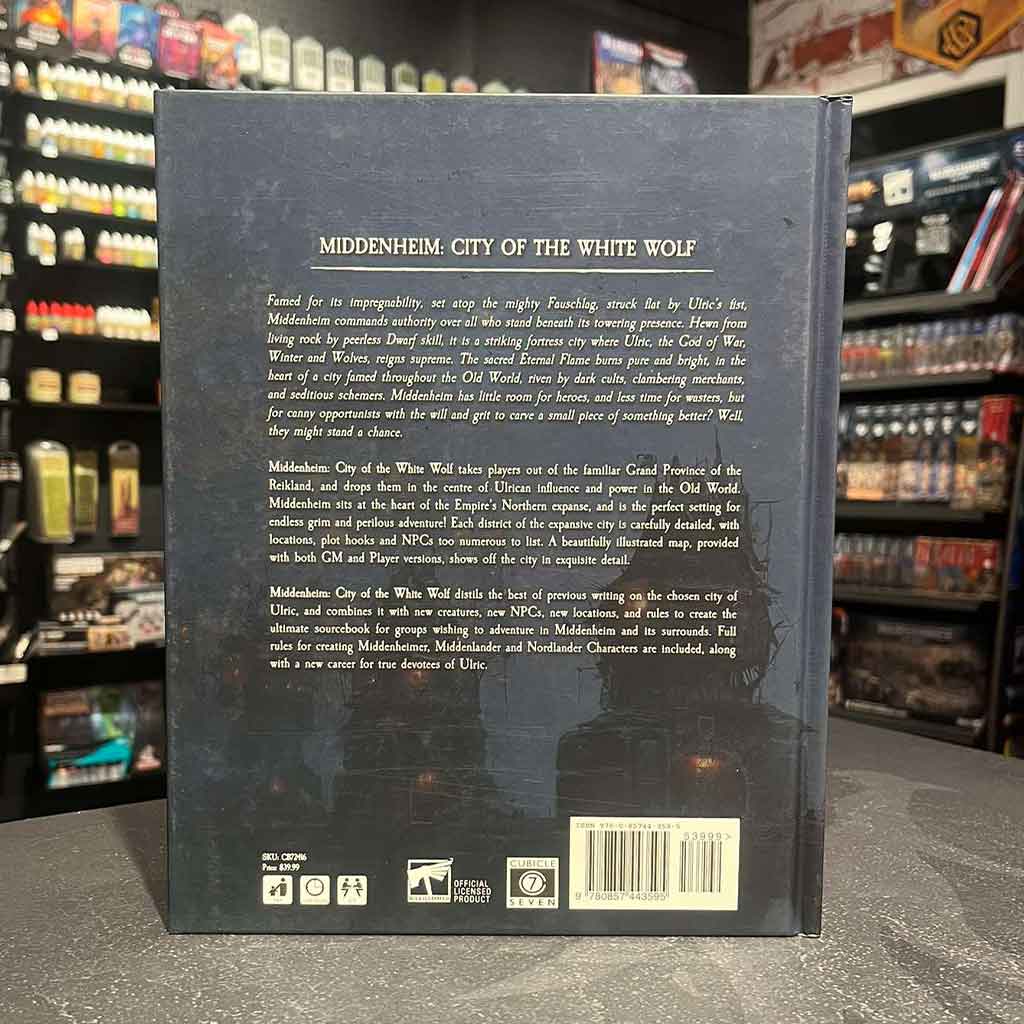 MIDDENHEIM: CITY OF THE WHITE WOLF
Famed for its impregnability, set atop the mighty Fauschlag, struck flat by Ulric's fist,
Middenheim commands authority over all who stand beneath its towering presence. Hewn from
living rock by peerless Dwarf skill, it is a striking fortress city where Ulric, the God of War,
Winter and Wolves, reigns supreme. The sacred Eternal Flame burns pure and bright, in the
heart of a city famed throughout the Old World, riven by dark cults, clambering merchants,
and seditious schemers. Middenheim has little room for heroes, and less time for wasters, but
for canny opportunists with the will and grit to carve a small piece of something better? Well,
they might stand a chance.
Middenheim: City of the White Wolf takes players out of the familiar Grand Province of the
Reikland, and drops them in the centre of Ulrican influence and power in the Old World.
Middenheim sits at the heart of the Empire's Northern expanse, and is the perfect setting for
endless grim and perilous adventure! Each district of the expansive city is carefully detailed, with
locations, plot hooks and NPCs too numerous to list. A beautifully illustrated map, provided
with both GM and Player versions, shows off the city in exquisite detail.
Middenheim: City of the White Wolf distils the best of previous writing on the chosen city of
Ulric, and combines it with new creatures, new NPCs, new locations, and rules to create the
ultimate sourcebook for groups wishing to adventure in Middenheim and its surrounds. Full
rules for creating Middenheimer, Middenlander and Nordlander Characters are included, along
with a new career for true devotees of Ulric.
SKU: CB72416
Price $39.99
OFFICIAL
LICENSED
PRODUCT
CUBICLE
7
SEVEN
ISBN 978-0-85744-359-5
53999>
9 780857 443595